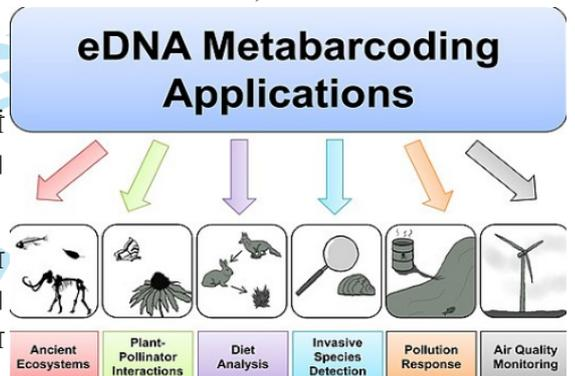 eDNA Metabarcoding
Applications
Ancient
Ecosystems
Plant-
Pollinator
Interactions
Diet
Analysis
Invasive
Species
Detection
Pollution
Response
Air Quality
Monitoring